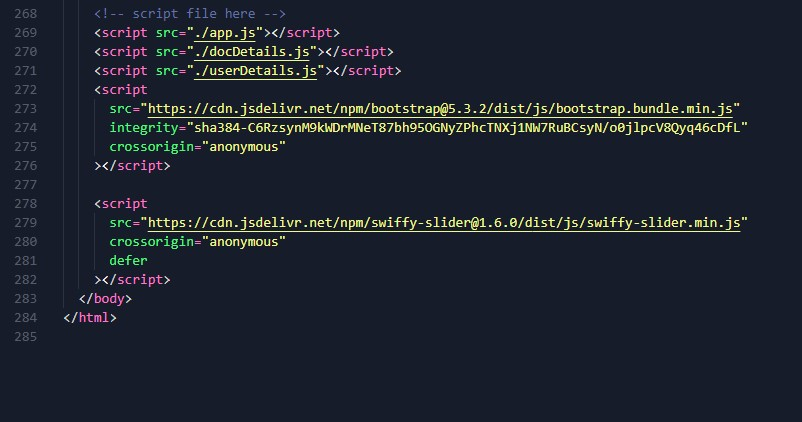 268 <!-- script file here -->
269 <script src="./app.js"></script>
270 <script src="./docDetails.js"></script>
271 <script src="./userDetails.js"></script>
272 <script
273 src="https://cdn.jsdelivr.net/npm/bootstrap@5.3.2/dist/js/bootstrap.bundle.min.js"
274 integrity="sha384-C6RzsynM9kWDrMNeT87bh95OGNyZPhcTNXj1NW7RuBCsyN/o0jlpcV8Qyq46cDfL"
275 crossorigin="anonymous"
276 ></script>
277
278 <script
279 src="https://cdn.jsdelivr.net/npm/swiffy-slider@1.6.0/dist/js/swiffy-slider.min.js"
280 crossorigin="anonymous"
281 defer
282 ></script>
283 </body>
284 </html>
285